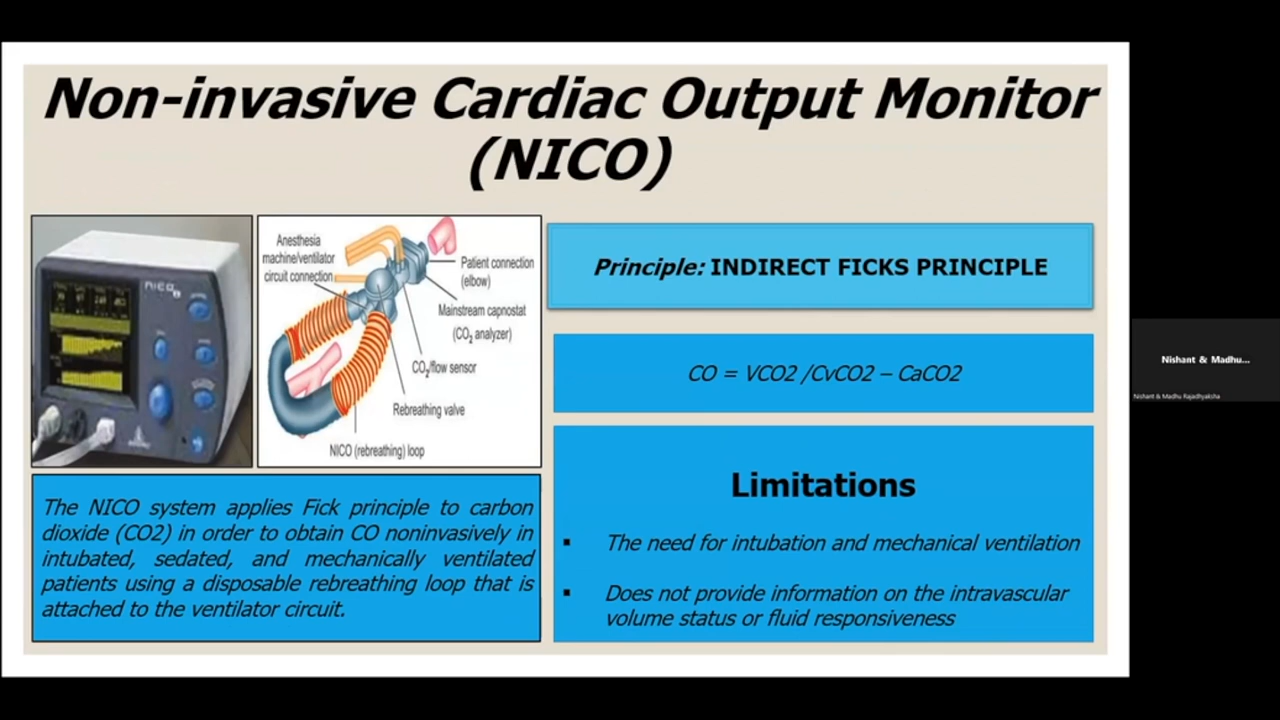 Non-invasive Cardiac Output Monitor
(NICO)
nico
Anesthesia
machine/ventilator
circuit connection
Patient connection
(elbow)
Mainstream capnostat
(CO2 analyzer)
CO2/flow sensor
Rebreathing valve
NICO (rebreathing) loop
The NICO system applies Fick principle to carbon
dioxide (CO2) in order to obtain CO noninvasively in
intubated, sedated, and mechanically ventilated
patients using a disposable rebreathing loop that is
attached to the ventilator circuit.
Principle: INDIRECT FICKS PRINCIPLE
CO = VCO2 /CvCO2 – CaCO2
Limitations
▪ The need for intubation and mechanical ventilation
▪ Does not provide information on the intravascular
volume status or fluid responsiveness
Nishant & Madhu...
Nishant & Madhu Rajadhyaksha